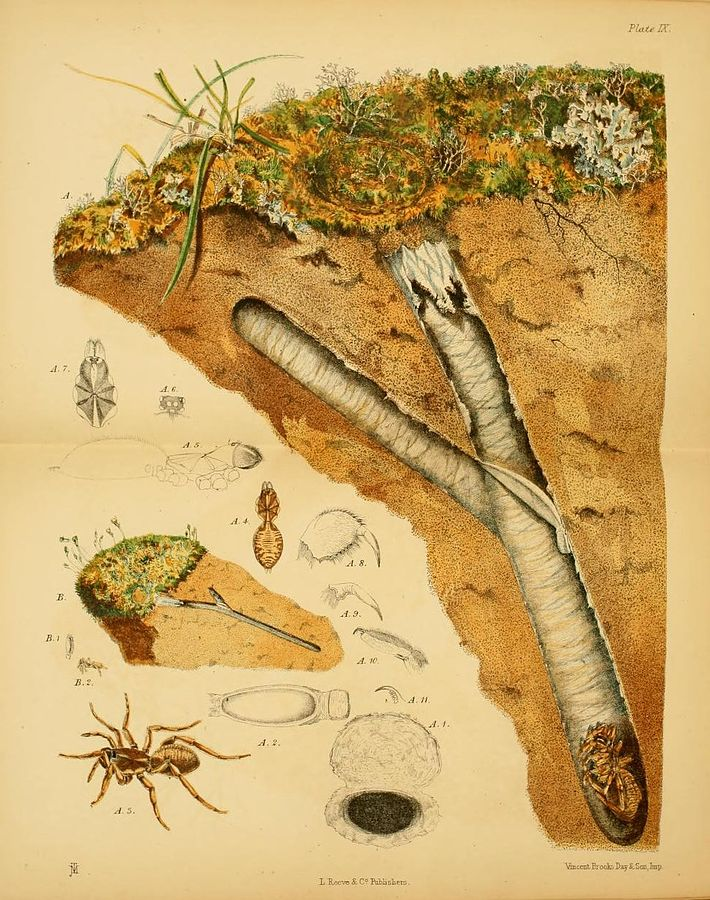 Plate IX.
A.
A. 7.
A. 6.
A. 5.
A. 4.
A. 8.
B.
A. 9.
B. 1
A. 10.
B. 2.
A. 11.
A. 1.
A. 2.
A. 3.
Vincent Brooks Day & Son, Imp.
L. Reeve & Co Publishers.